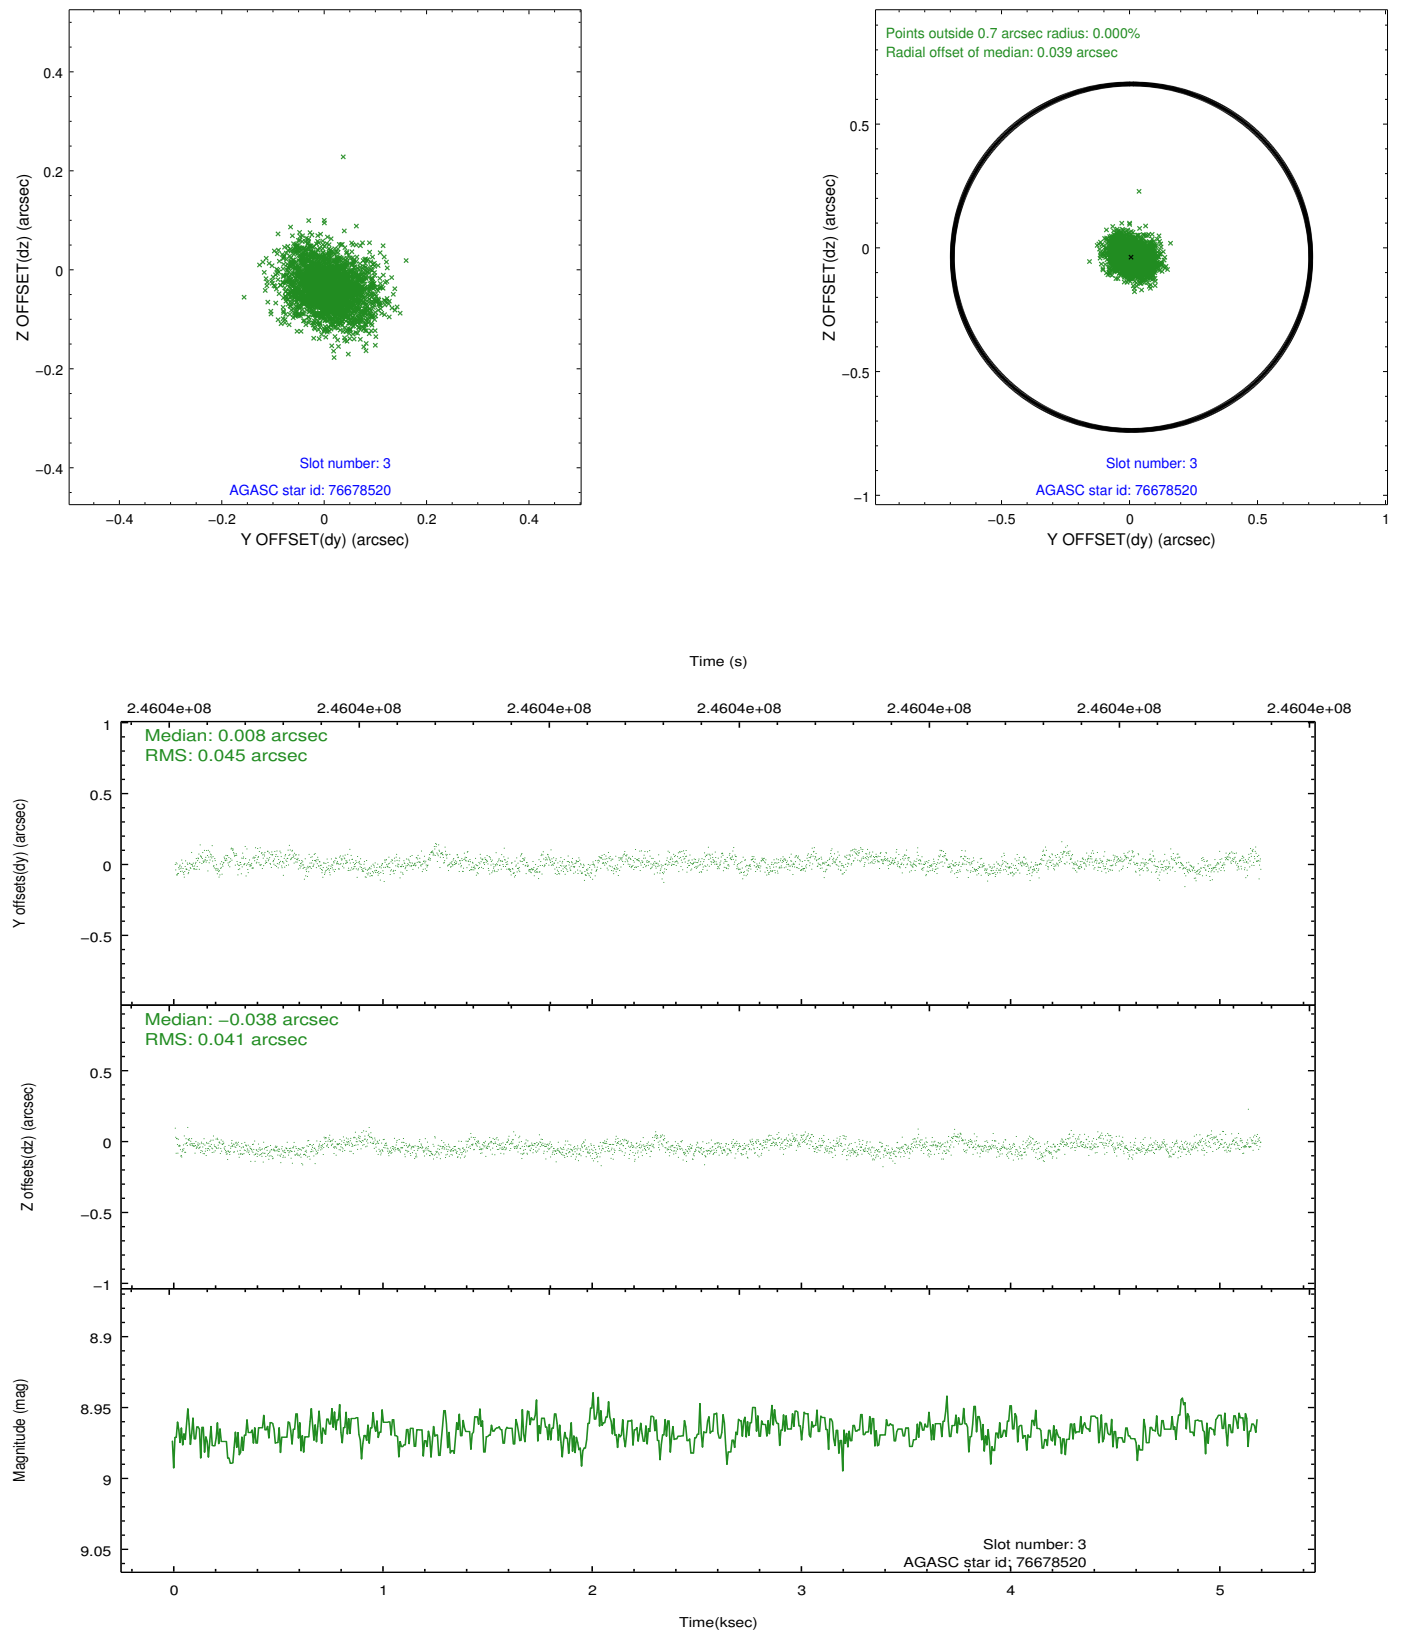 0.4
0.2
0
−0.2
−0.4
Z OFFSET(dz) (arcsec)
Slot number: 3
AGASC star id: 76678520
−0.4 −0.2 0 0.2 0.4
Y OFFSET(dy) (arcsec)
Points outside 0.7 arcsec radius: 0.000%
Radial offset of median: 0.039 arcsec
0.5
0
−0.5
−1
Z OFFSET(dz) (arcsec)
Slot number: 3
AGASC star id: 76678520
−0.5 0 0.5 1
Y OFFSET(dy) (arcsec)
Time (s)
2.4604e+08 2.4604e+08 2.4604e+08 2.4604e+08 2.4604e+08 2.4604e+08 2.4604e+08
Median: 0.008 arcsec
RMS: 0.045 arcsec
1
0.5
0
−0.5
Y offsets(dy) (arcsec)
Median: −0.038 arcsec
RMS: 0.041 arcsec
0.5
0
−0.5
−1
Z offsets(dz) (arcsec)
8.9
8.95
9
9.05
Magnitude (mag)
Slot number: 3
AGASC star id: 76678520
0 1 2 3 4 5
Time(ksec)